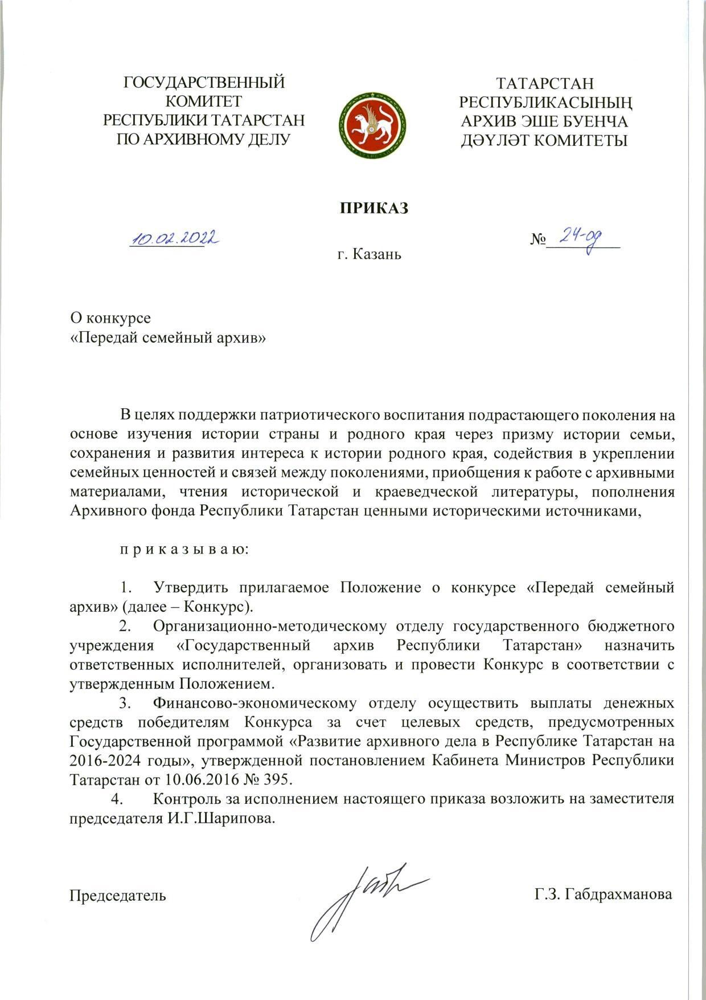 ГОСУДАРСТВЕННЫЙ
КОМИТЕТ
РЕСПУБЛИКИ ТАТАРСТАН
ПО АРХИВНОМУ ДЕЛУ
ТАТАРСТАН
РЕСПУБЛИКАСЫНЫҢ
АРХИВ ЭШЕ БУЕНЧА
ДӘҮЛӘТ КОМИТЕТЫ
ТАТАРСТАН
ПРИКАЗ
10.02.2022
№ 24-од
г. Казань
О конкурсе
«Передай семейный архив»
В целях поддержки патриотического воспитания подрастающего поколения на
основе изучения истории страны и родного края через призму истории семьи,
сохранения и развития интереса к истории родного края, содействия в укреплении
семейных ценностей и связей между поколениями, приобщения к работе с архивными
материалами, чтения исторической и краеведческой литературы, пополнения
Архивного фонда Республики Татарстан ценными историческими источниками,
п р и к а з ы в а ю:
1. Утвердить прилагаемое Положение о конкурсе «Передай семейный
архив» (далее – Конкурс).
2. Организационно-методическому отделу государственного бюджетного
учреждения «Государственный архив Республики Татарстан» назначить
ответственных исполнителей, организовать и провести Конкурс в соответствии с
утвержденным Положением.
3. Финансово-экономическому отделу осуществить выплаты денежных
средств победителям Конкурса за счет целевых средств, предусмотренных
Государственной программой «Развитие архивного дела в Республике Татарстан на
2016-2024 годы», утвержденной постановлением Кабинета Министров Республики
Татарстан от 10.06.2016 № 395.
4. Контроль за исполнением настоящего приказа возложить на заместителя
председателя И.Г.Шарипова.
Председатель
Г.З. Габдрахманова